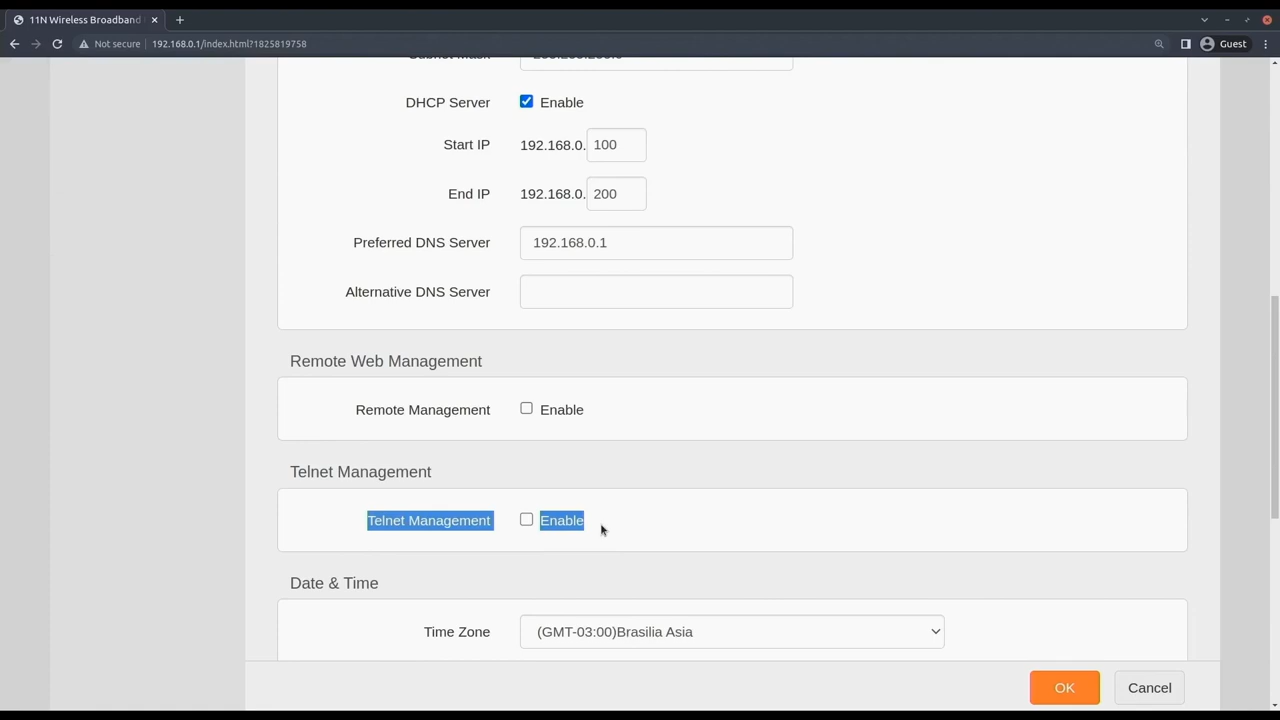 11N Wireless Broadband
Not secure
192.168.0.1/index.html?1825819758
Guest
DHCP Server
Enable
Start IP
192.168.0.
100
End IP
192.168.0.
200
Preferred DNS Server
192.168.0.1
Alternative DNS Server
Remote Web Management
Remote Management
Enable
Telnet Management
Telnet Management
Enable
Date & Time
Time Zone
(GMT-03:00)Brasilia Asia
OK
Cancel